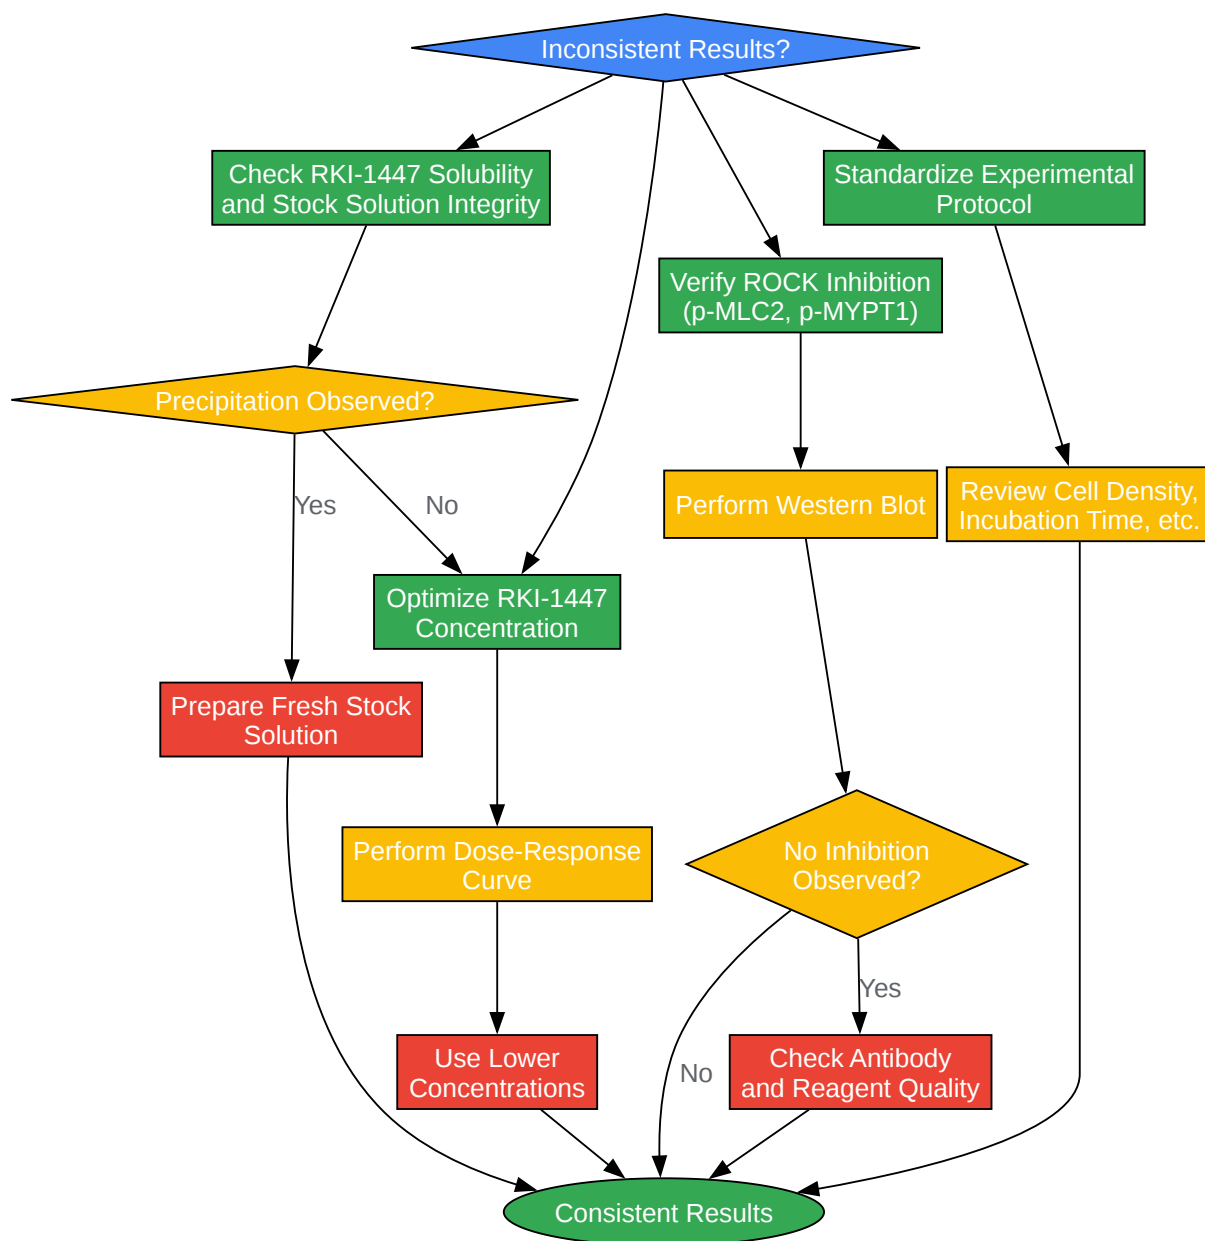 Inconsistent Results?
Check RKI-1447 Solubility
and Stock Solution Integrity
Standardize Experimental
Protocol
Verify ROCK Inhibition
(p-MLC2, p-MYPT1)
Precipitation Observed?
Yes
No
Perform Western Blot
Review Cell Density,
Incubation Time, etc.
Optimize RKI-1447
Concentration
Prepare Fresh Stock
Solution
Perform Dose-Response
Curve
No Inhibition
Observed?
Yes
No
Use Lower
Concentrations
Check Antibody
and Reagent Quality
Consistent Results